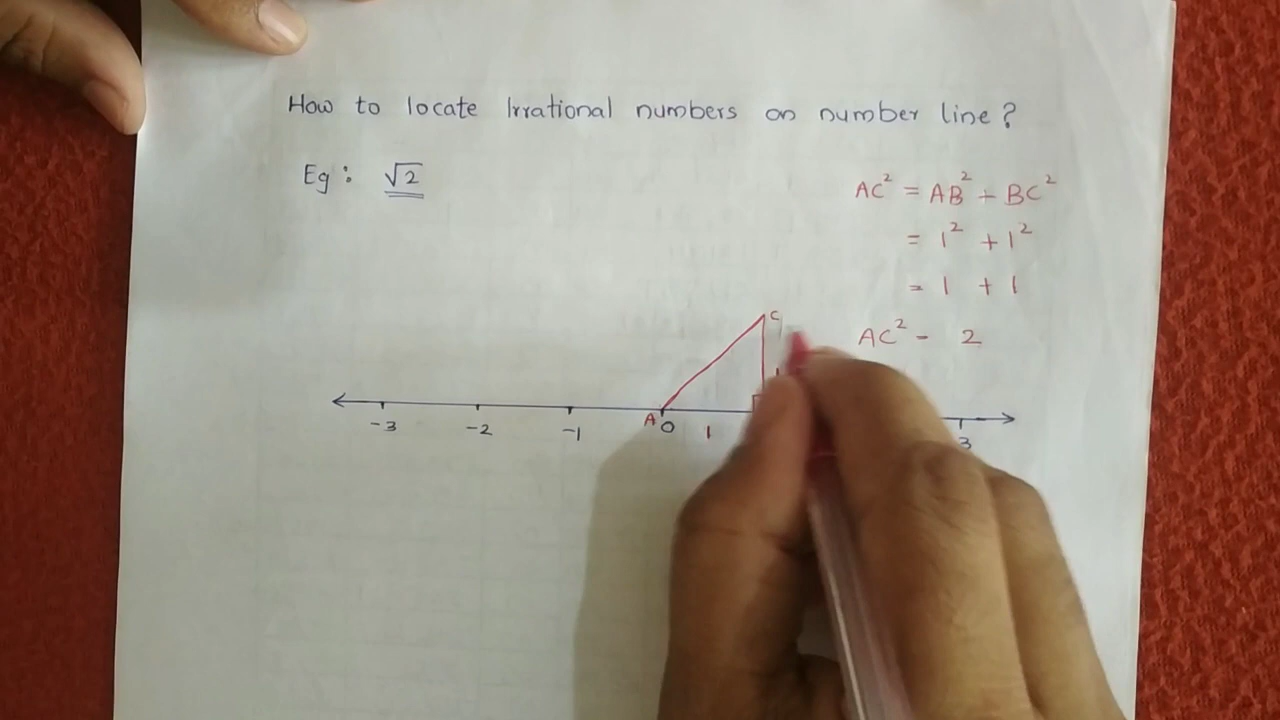 How to locate Irrational numbers on number line?
Eg : √2
AC² = AB² + BC²
= 1² + 1²
= 1 + 1
AC² - 2
C
A
-3 -2 -1 0 1 3